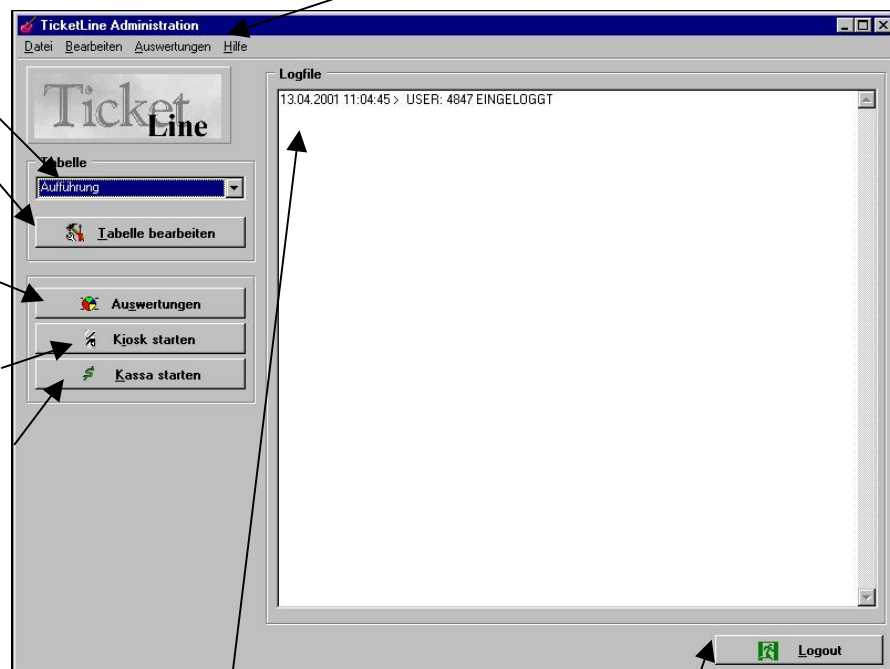 TicketLine Administration
Datei Bearbeiten Auswertungen Hilfe
Ticket
Line
Tabelle
Aufführung
Tabelle bearbeiten
Auswertungen
Kiosk starten
Kassa starten
Logfile
13.04.2001 11:04:45 > USER: 4847 EINGELOGGT
Logout